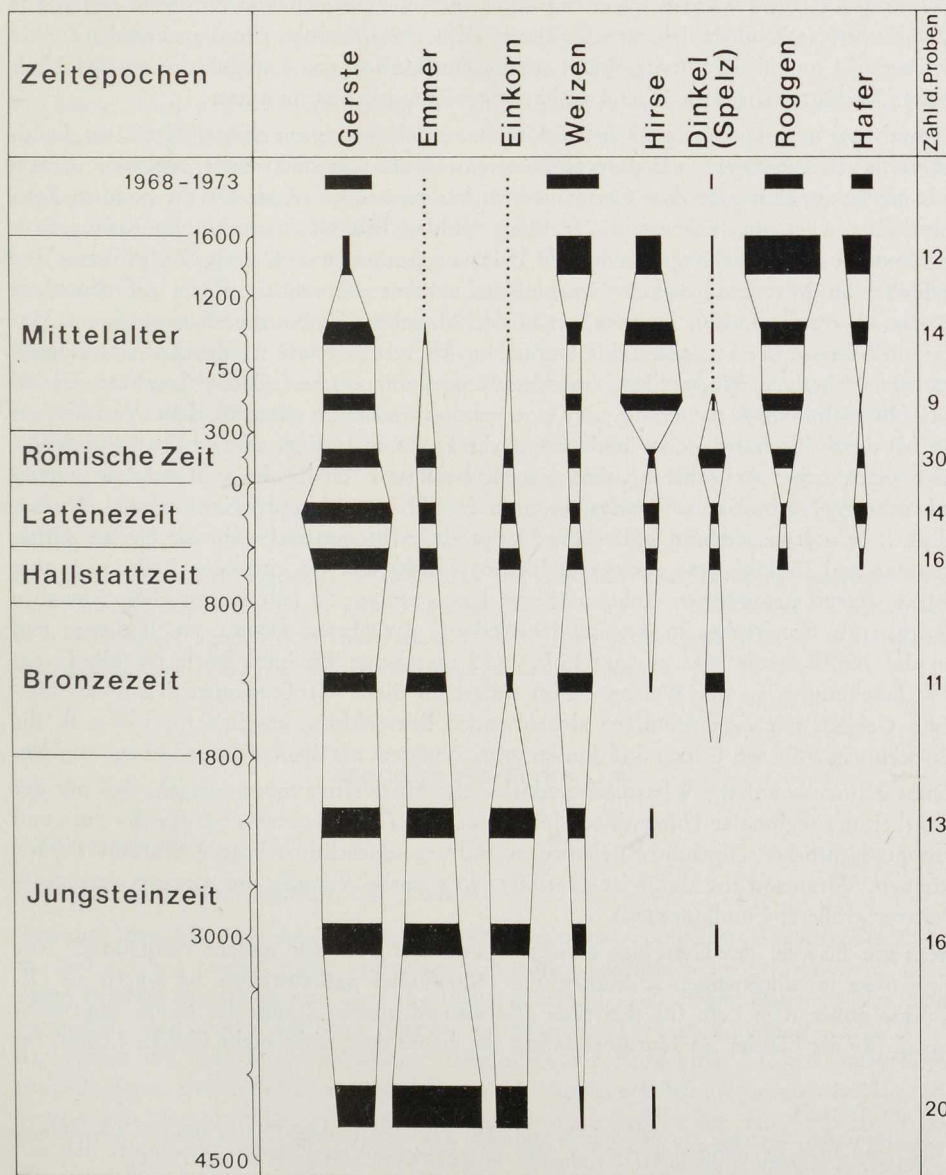 Zeitepochen
Gerste
Emmer
Einkorn
Weizen
Hirse
Dinkel
(Spelz)
Roggen
Hafer
Zahl d. Proben
1968-1973
1600
12
1200
Mittelalter
14
750
9
300
Römische Zeit
30
0
Latènezeit
14
16
Hallstattzeit
800
Bronzezeit
11
1800
13
Jungsteinzeit
3000
16
20
4500